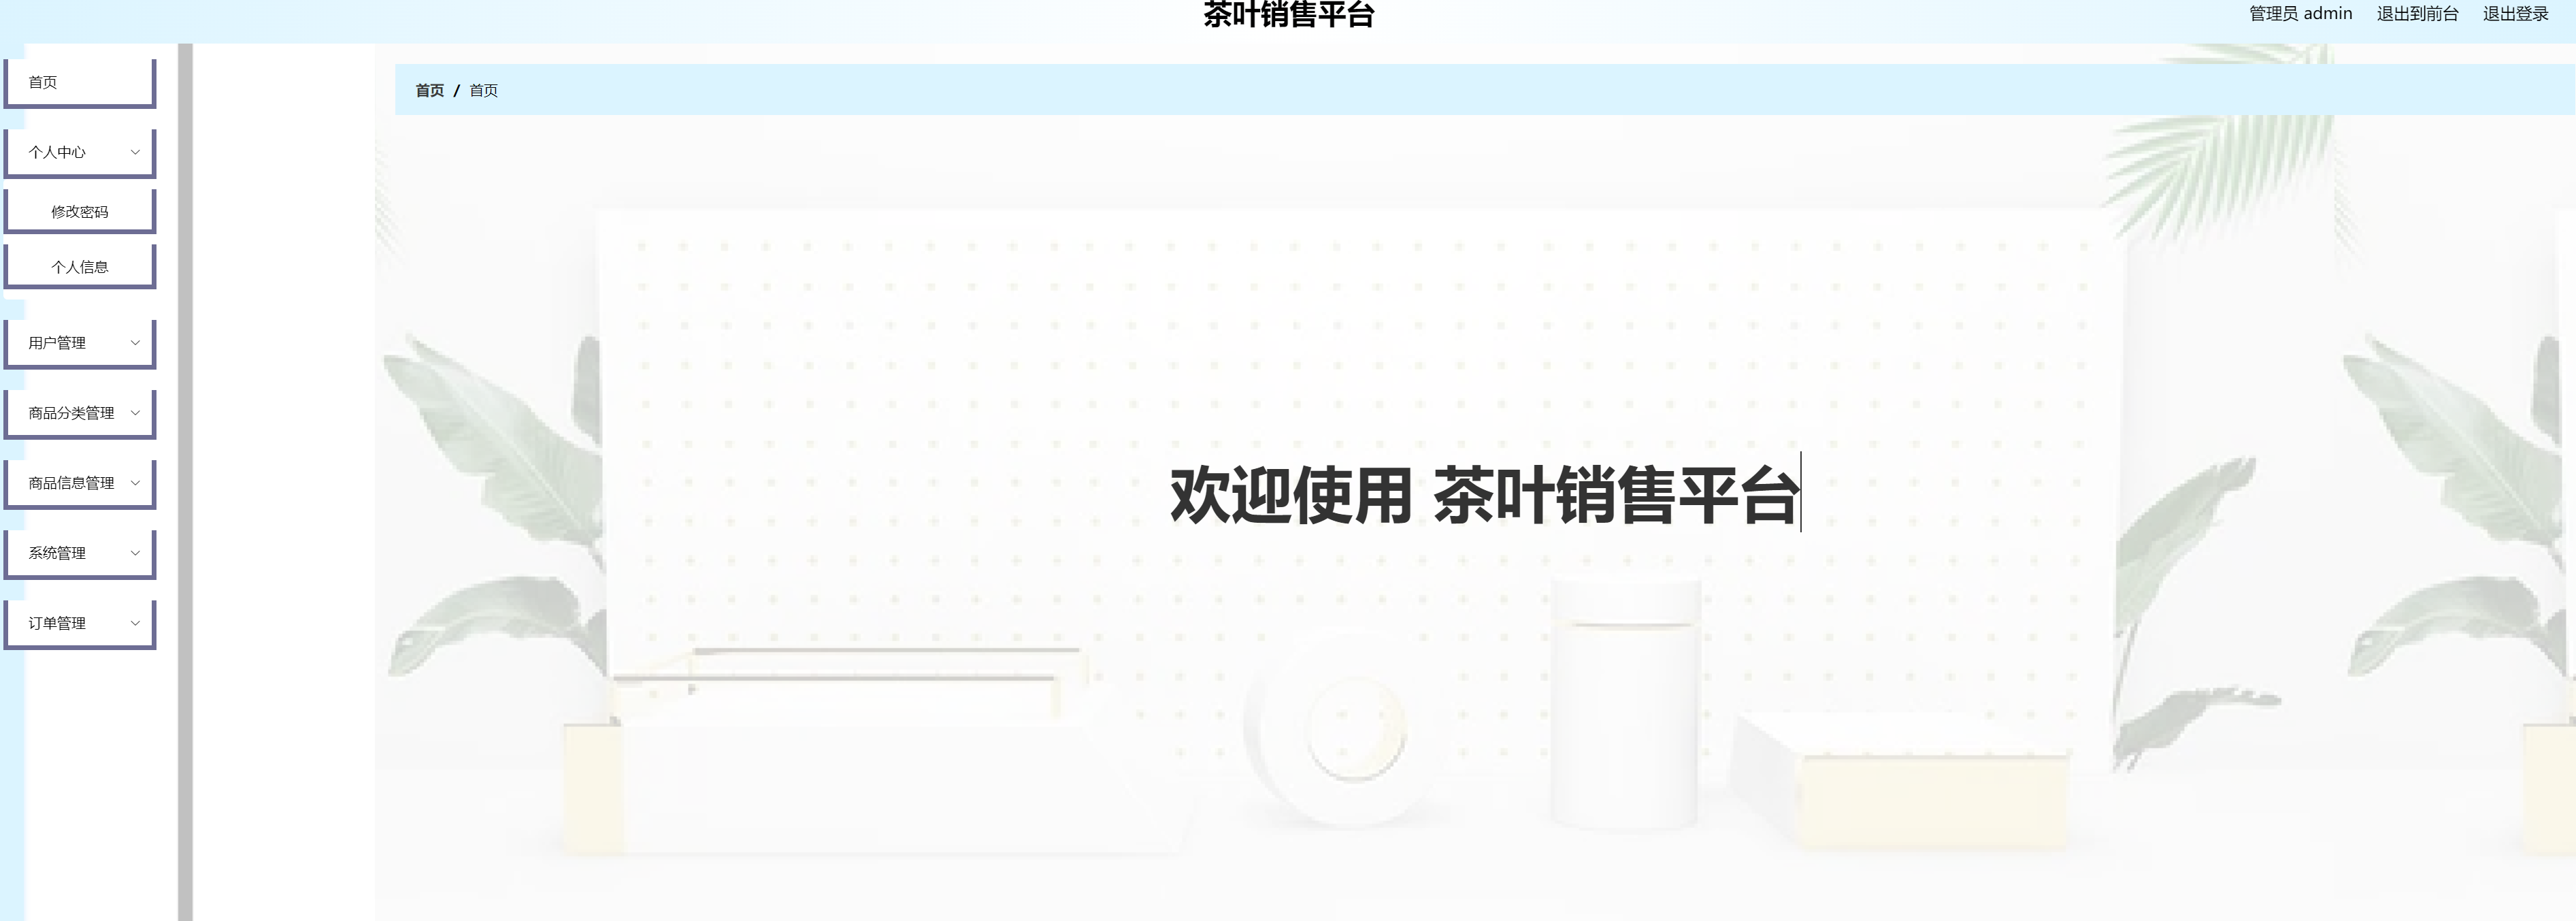 茶叶销售平台
管理员 admin 退出到前台 退出登录
首页
个人中心
修改密码
个人信息
用户管理
商品分类管理
商品信息管理
系统管理
订单管理
首页 / 首页
欢迎使用 茶叶销售平台